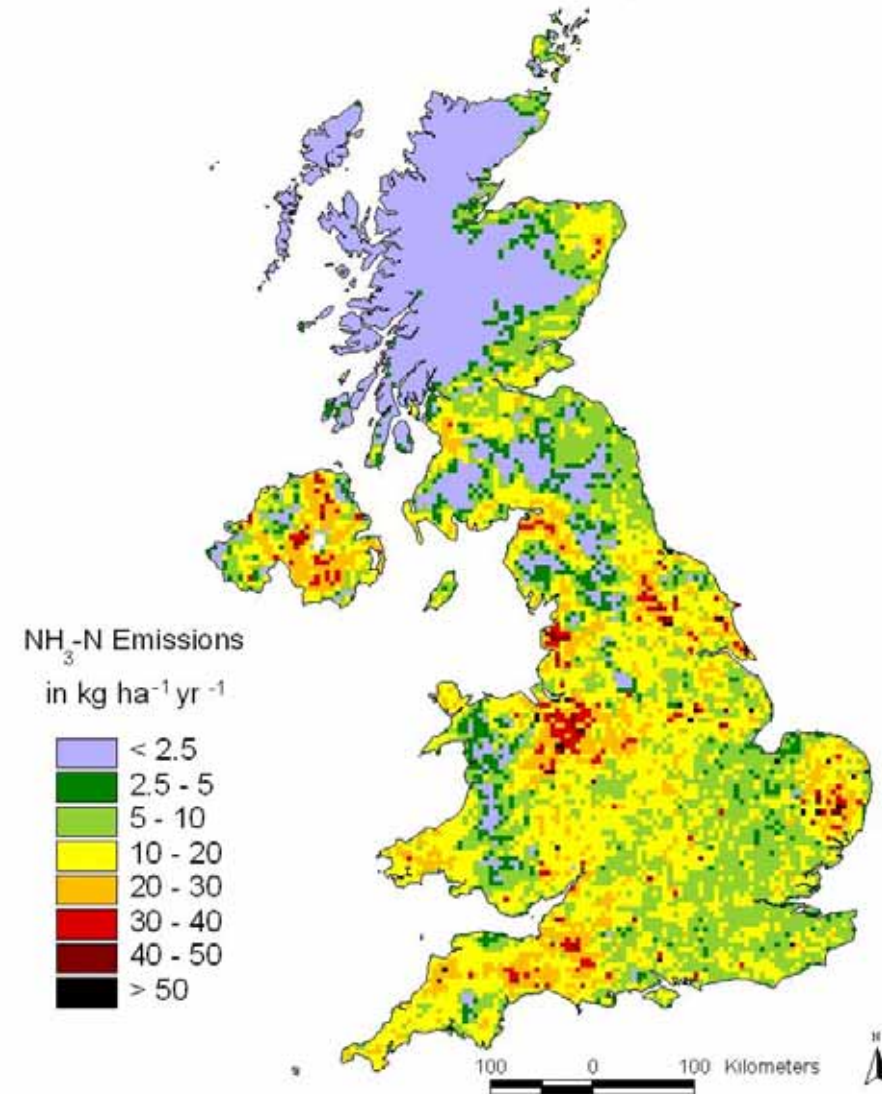 NH₃-N Emissions
in kg ha⁻¹ yr ⁻¹
< 2.5
2.5 - 5
5 - 10
10 - 20
20 - 30
30 - 40
40 - 50
> 50
N
100 0 100 Kilometers